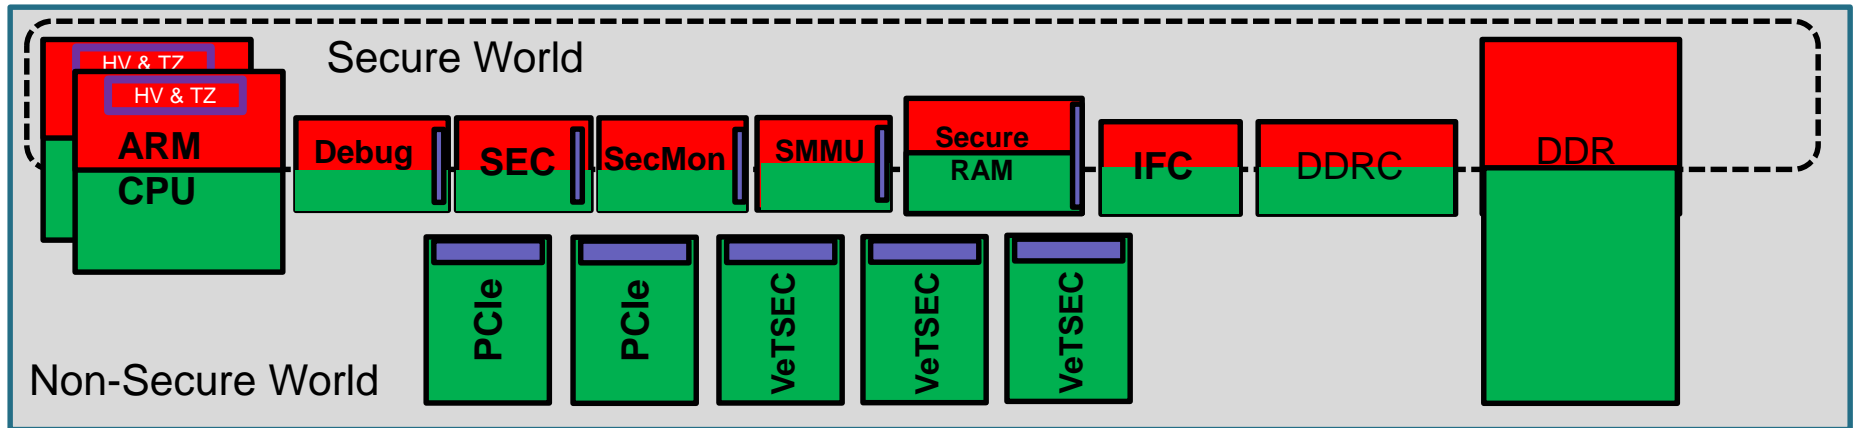 Secure World
HV & TZ
HV & TZ
ARM
CPU
Debug
SEC
SecMon
SMMU
Secure
RAM
IFC
DDRC
DDR
PCIe
PCIe
VeTSEC
VeTSEC
VeTSEC
Non-Secure World